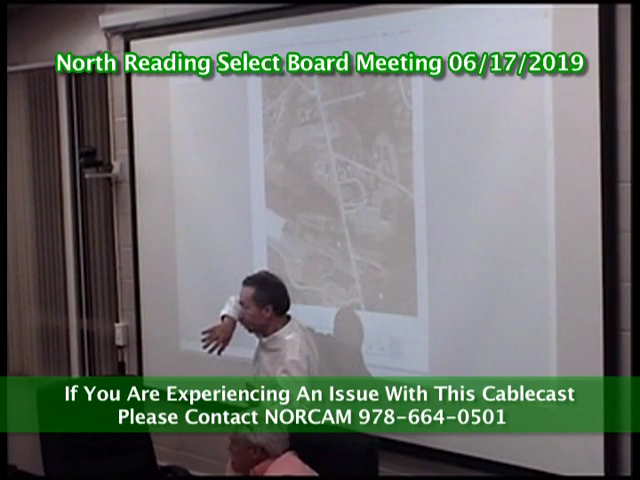 North Reading Select Board Meeting 06/17/2019
If You Are Experiencing An Issue With This Cablecast
Please Contact NORCAM 978-664-0501